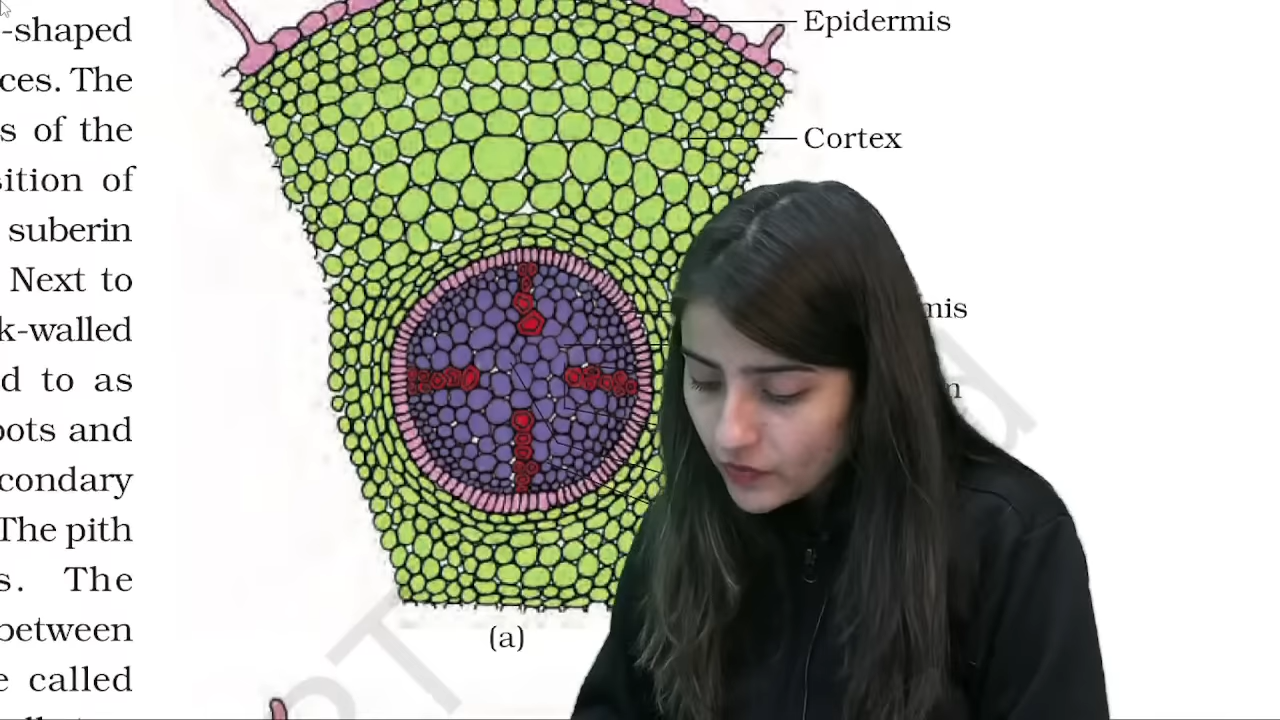 -shaped
ces. The
s of the
sition of
suberin
Next to
k-walled
d to as
oots and
condary
The pith
s. The
between
e called
Epidermis
Cortex
mis
(a)